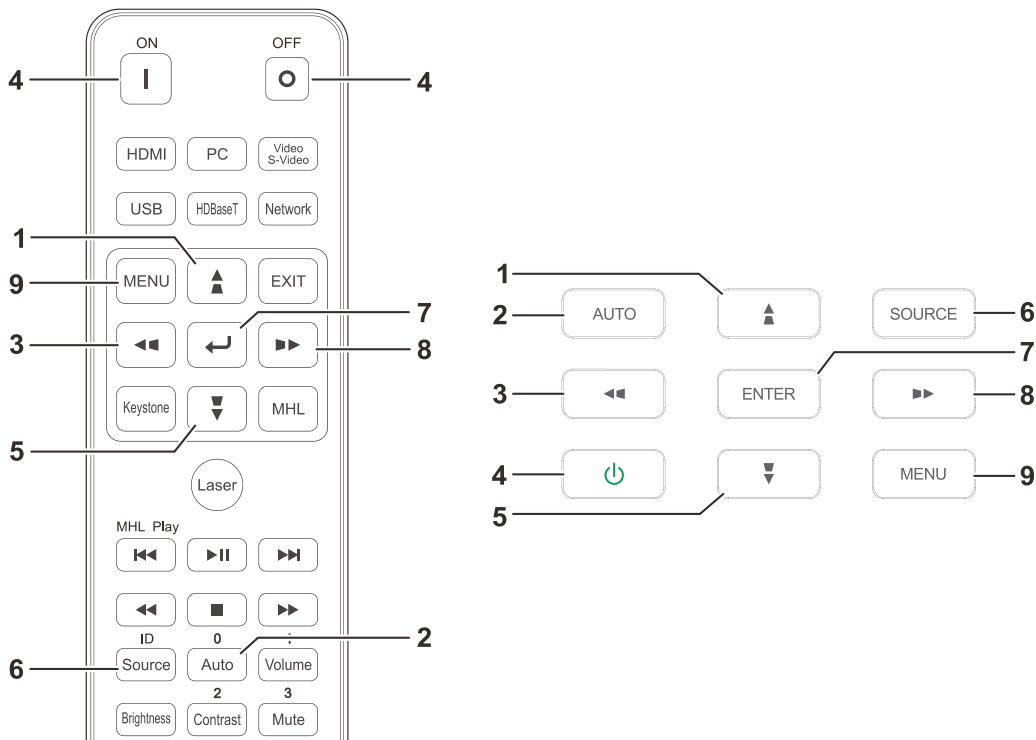 ON OFF
4 4
HDMI PC Video S-Video
USB HDBaseT Network
1
9 MENU EXIT
7
3 8
Keystone MHL
5
Laser
MHL Play
ID 0 1
2
6 Source Auto Volume
2 3
Brightness Contrast Mute
1
2 AUTO SOURCE 6
7
3 ENTER 8
4 MENU 9
5